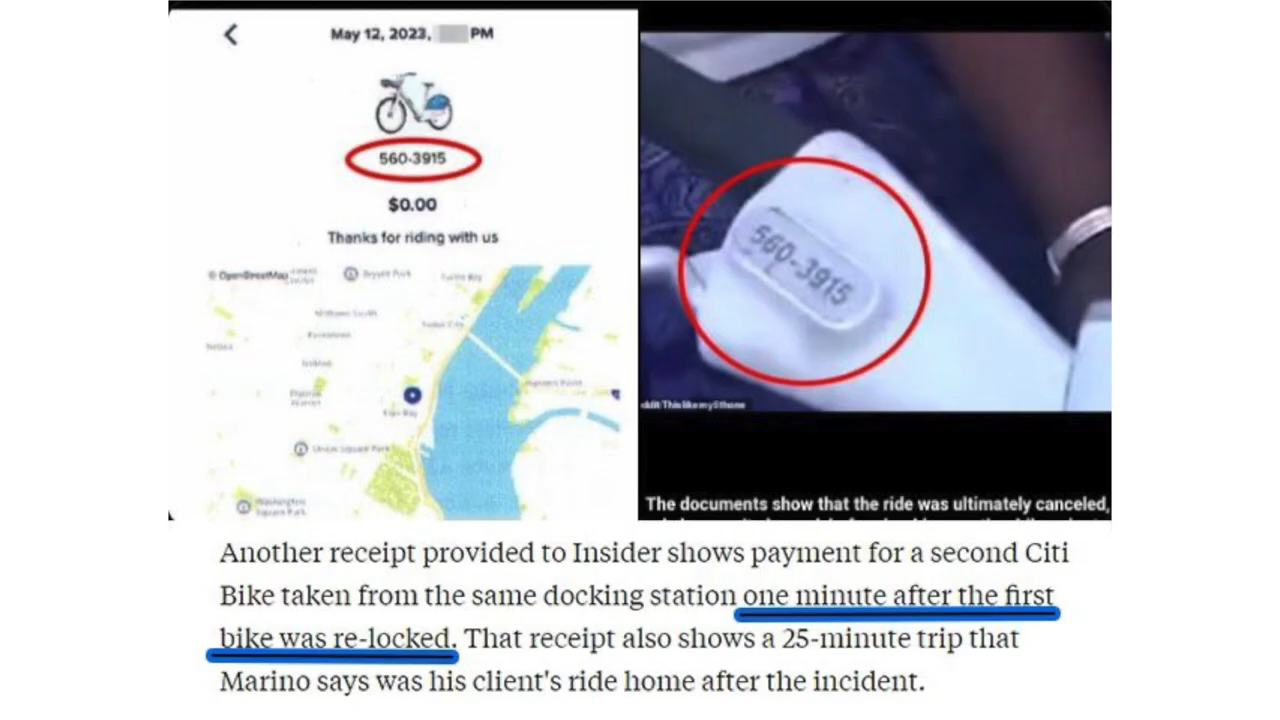 May 12, 2023, PM
560-3915
$0.00
Thanks for riding with us
© OpenStreetMap
Bryant Park
Turtle Bay
Tudor City
Kips Bay
Union Square Park
Washington
Square Park
560-3915
The documents show that the ride was ultimately canceled,
Another receipt provided to Insider shows payment for a second Citi
Bike taken from the same docking station one minute after the first
bike was re-locked. That receipt also shows a 25-minute trip that
Marino says was his client's ride home after the incident.